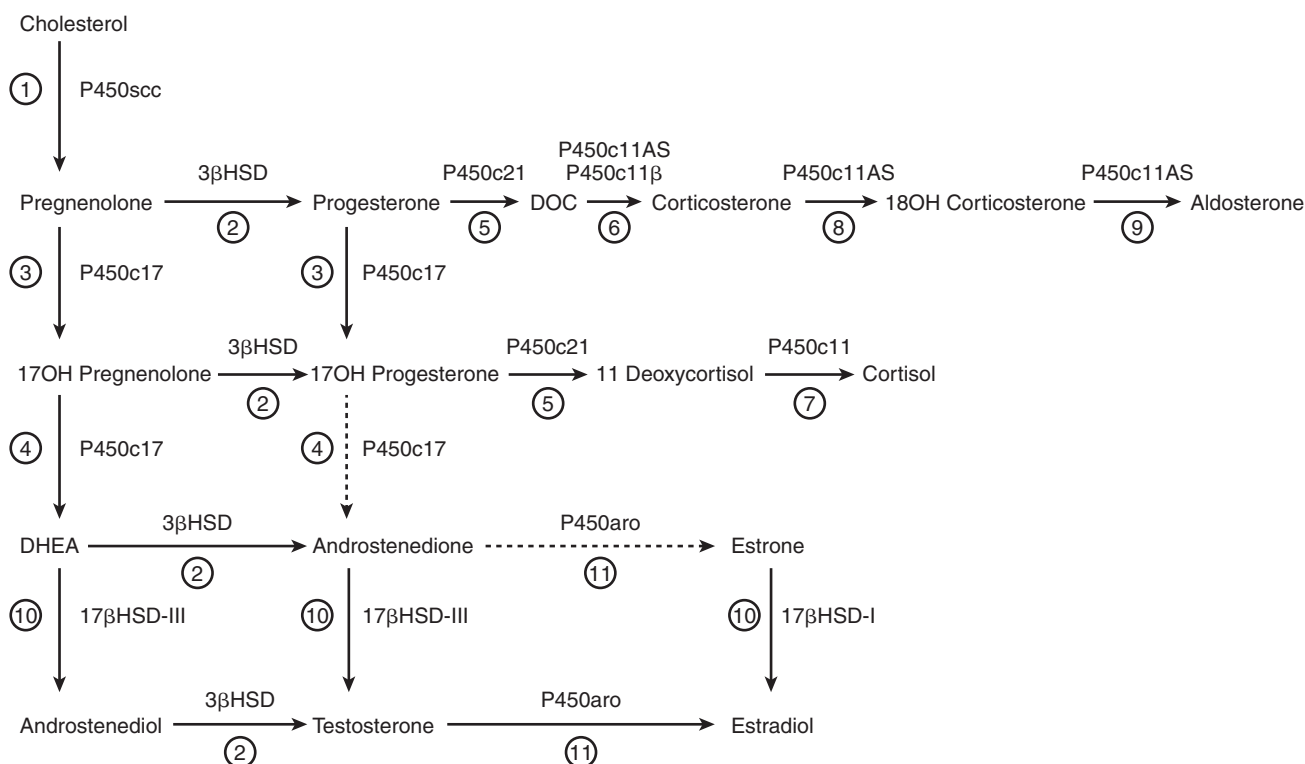 Cholesterol
1 P450scc
P450c11AS
3βHSD P450c21 P450c11β P450c11AS P450c11AS
Pregnenolone Progesterone DOC Corticosterone 18OH Corticosterone Aldosterone
2 5 6 8 9
3 P450c17 3 P450c17
3βHSD P450c21 P450c11
17OH Pregnenolone 17OH Progesterone 11 Deoxycortisol Cortisol
2 5 7
4 P450c17 4 P450c17
3βHSD P450aro
DHEA Androstenedione Estrone
2 11
10 17βHSD-III 10 17βHSD-III 10 17βHSD-I
3βHSD P450aro
Androstenediol Testosterone Estradiol
2 11